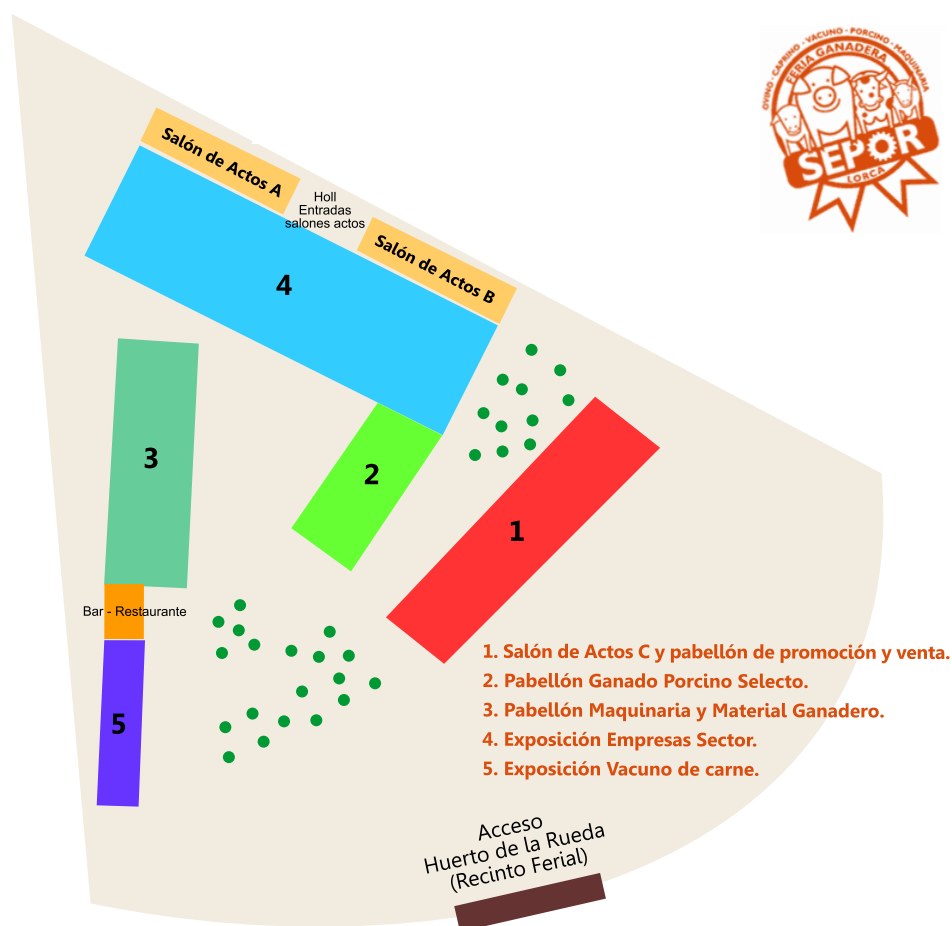 OVINO · CAPRINO · VACUNO · PORCINO · MAQUINARIA
FERIA GANADERA
SEPOR
LORCA
Salón de Actos A
Holl
Entradas
salones actos
Salón de Actos B
4
3
2
1
Bar - Restaurante
5
1. Salón de Actos C y pabellón de promoción y venta.
2. Pabellón Ganado Porcino Selecto.
3. Pabellón Maquinaria y Material Ganadero.
4. Exposición Empresas Sector.
5. Exposición Vacuno de carne.
Acceso
Huerto de la Rueda
(Recinto Ferial)